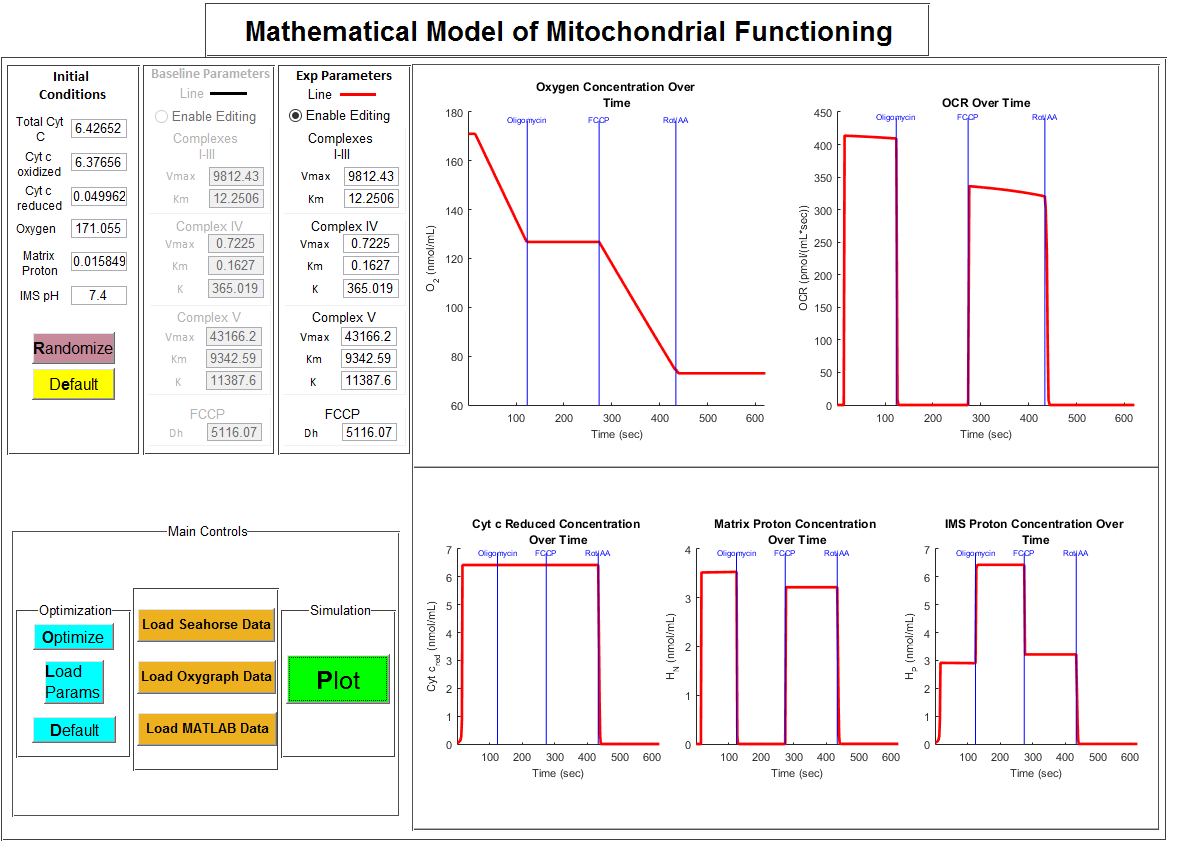 Mathematical Model of Mitochondrial Functioning
Initial
Conditions
Total Cyt
C
6.42652
Cyt c
oxidized
6.37656
Cyt c
reduced
0.049962
Oxygen
171.055
Matrix
Proton
0.015849
IMS pH
7.4
Randomize
Default
Baseline Parameters
Line
Enable Editing
Complexes
I-III
Vmax
9812.43
Km
12.2506
Complex IV
Vmax
0.7225
Km
0.1627
K
365.019
Complex V
Vmax
43166.2
Km
9342.59
K
11387.6
FCCP
Dh
5116.07
Exp Parameters
Line
Enable Editing
Complexes
I-III
Vmax
9812.43
Km
12.2506
Complex IV
Vmax
0.7225
Km
0.1627
K
365.019
Complex V
Vmax
43166.2
Km
9342.59
K
11387.6
FCCP
Dh
5116.07
Main Controls
Optimization
Optimize
Load
Params
Default
Load Seahorse Data
Load Oxygraph Data
Load MATLAB Data
Simulation
Plot
Oxygen Concentration Over
Time
Oligomycin FCCP Rot/AA
180
160
140
120
100
80
60
O2 (nmol/mL)
100 200 300 400 500 600
Time (sec)
OCR Over Time
Oligomycin FCCP Rot/AA
450
400
350
300
250
200
150
100
50
0
OCR (pmol/(mL*sec))
100 200 300 400 500 600
Time (sec)
Cyt c Reduced Concentration
Over Time
Oligomycin FCCP Rot/AA
7
6
5
4
3
2
1
0
Cyt c red (nmol/mL)
100 200 300 400 500 600
Time (sec)
Matrix Proton Concentration
Over Time
Oligomycin FCCP Rot/AA
4
3
2
1
0
HN (nmol/mL)
100 200 300 400 500 600
Time (sec)
IMS Proton Concentration Over
Time
Oligomycin FCCP Rot/AA
7
6
5
4
3
2
1
0
HP (nmol/mL)
100 200 300 400 500 600
Time (sec)